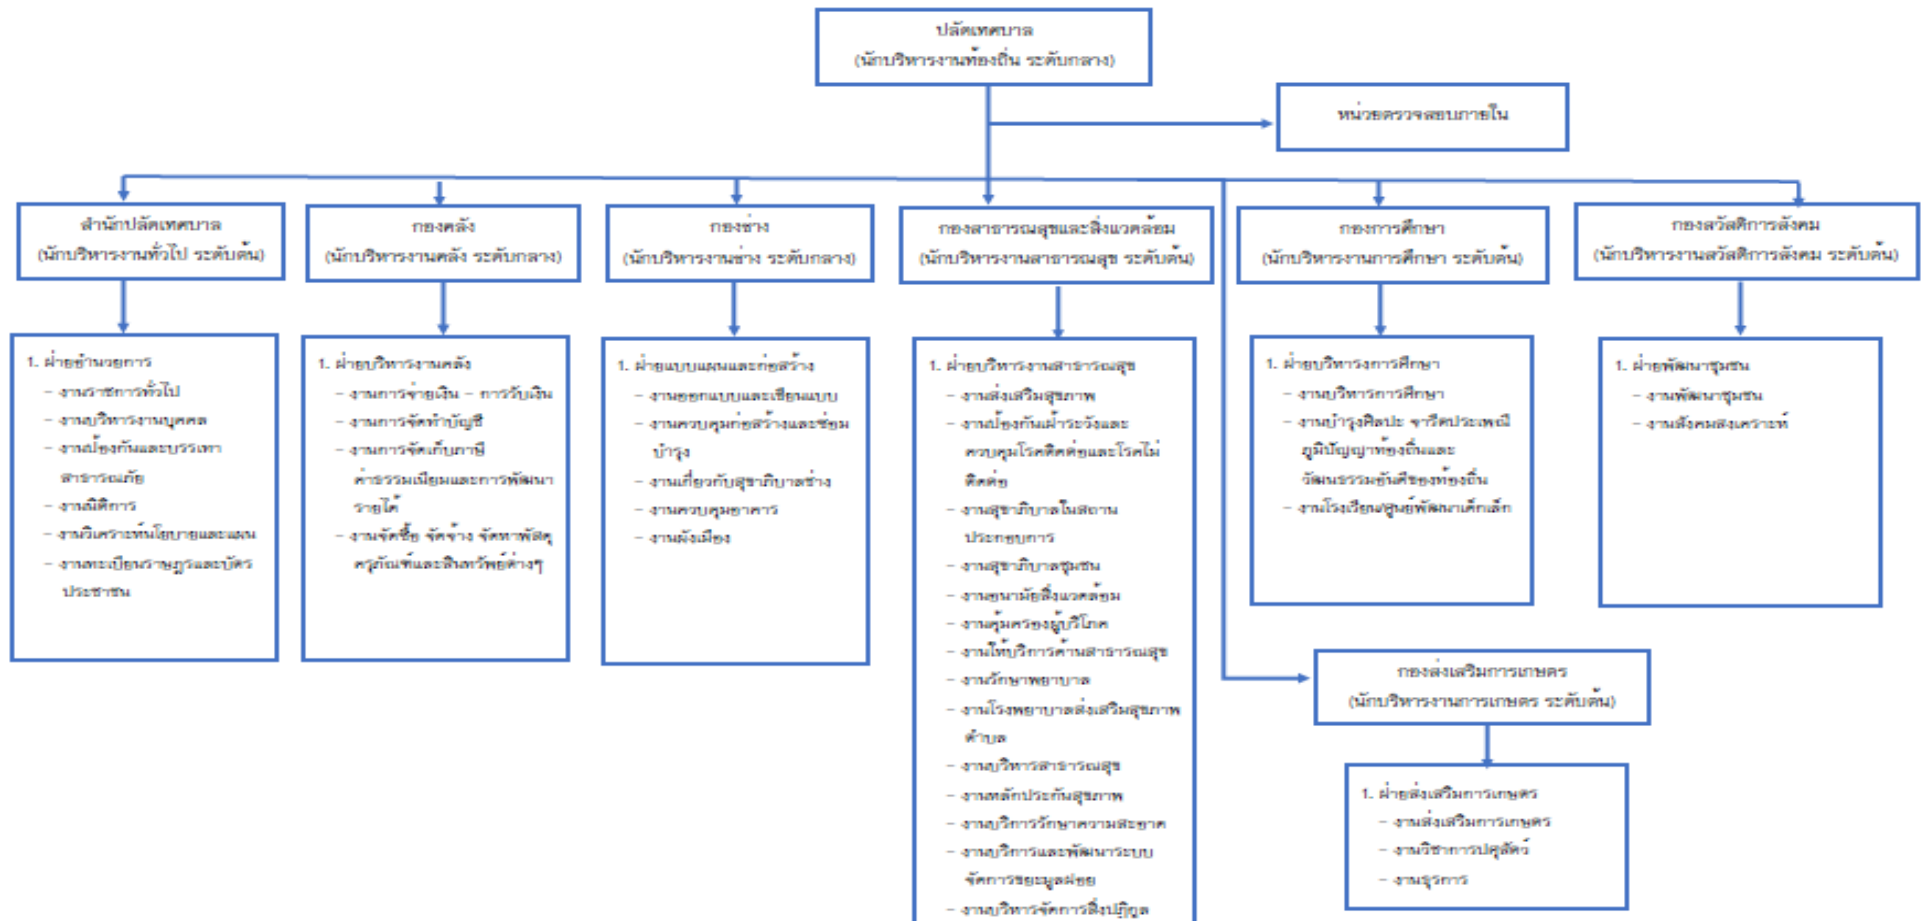 ปลัดเทศบาล
(นักบริหารงานท้องถิ่น ระดับกลาง)
หน่วยตรวจสอบภายใน
สำนักปลัดเทศบาล
(นักบริหารงานทั่วไป ระดับต้น)
กองคลัง
(นักบริหารงานคลัง ระดับกลาง)
กองช่าง
(นักบริหารงานช่าง ระดับกลาง)
กองสาธารณสุขและสิ่งแวดล้อม
(นักบริหารงานสาธารณสุข ระดับต้น)
กองการศึกษา
(นักบริหารงานการศึกษา ระดับต้น)
กองสวัสดิการสังคม
(นักบริหารงานสวัสดิการสังคม ระดับต้น)
1. ฝ่ายอำนวยการ
- งานราชการทั่วไป
- งานบริหารงานบุคคล
- งานป้องกันและบรรเทา
สาธารณภัย
- งานนิติการ
- งานวิเคราะห์นโยบายและแผน
- งานทะเบียนราษฎรและบัตร
ประชาชน
1. ฝ่ายบริหารงานคลัง
- งานการจ่ายเงิน – การรับเงิน
- งานการจัดทำบัญชี
- งานการจัดเก็บภาษี
ค่าธรรมเนียมและการพัฒนา
รายได้
- งานจัดซื้อ จัดจ้าง จัดหาพัสดุ
ครุภัณฑ์และสินทรัพย์ต่างๆ
1. ฝ่ายแบบแผนและก่อสร้าง
- งานออกแบบและเขียนแบบ
- งานควบคุมก่อสร้างและซ่อม
บำรุง
- งานเกี่ยวกับสุขาภิบาลช่าง
- งานควบคุมอาคาร
- งานผังเมือง
1. ฝ่ายบริหารงานสาธารณสุข
- งานส่งเสริมสุขภาพ
- งานป้องกันเฝ้าระวังและ
ควบคุมโรคติดต่อและโรคไม่
ติดต่อ
- งานสุขาภิบาลในสถาน
ประกอบการ
- งานสุขาภิบาลชุมชน
- งานอนามัยสิ่งแวดล้อม
- งานคุ้มครองผู้บริโภค
- งานให้บริการด้านสาธารณสุข
- งานรักษาพยาบาล
- งานโรงพยาบาลส่งเสริมสุขภาพ
ตำบล
- งานบริหารสาธารณสุข
- งานหลักประกันสุขภาพ
- งานบริการรักษาความสะอาด
- งานบริการและพัฒนาระบบ
จัดการขยะมูลฝอย
- งานบริหารจัดการสิ่งปฏิกูล
1. ฝ่ายบริหารงการศึกษา
- งานบริหารการศึกษา
- งานบำรุงศิลปะ จารีตประเพณี
ภูมิปัญญาท้องถิ่นและ
วัฒนธรรมอันดีของท้องถิ่น
- งานโรงเรียน/ศูนย์พัฒนาเด็กเล็ก
1. ฝ่ายพัฒนาชุมชน
- งานพัฒนาชุมชน
- งานสังคมสงเคราะห์
กองส่งเสริมการเกษตร
(นักบริหารงานการเกษตร ระดับต้น)
1. ฝ่ายส่งเสริมการเกษตร
- งานส่งเสริมการเกษตร
- งานวิชาการปศุสัตว์
- งานธุรการ